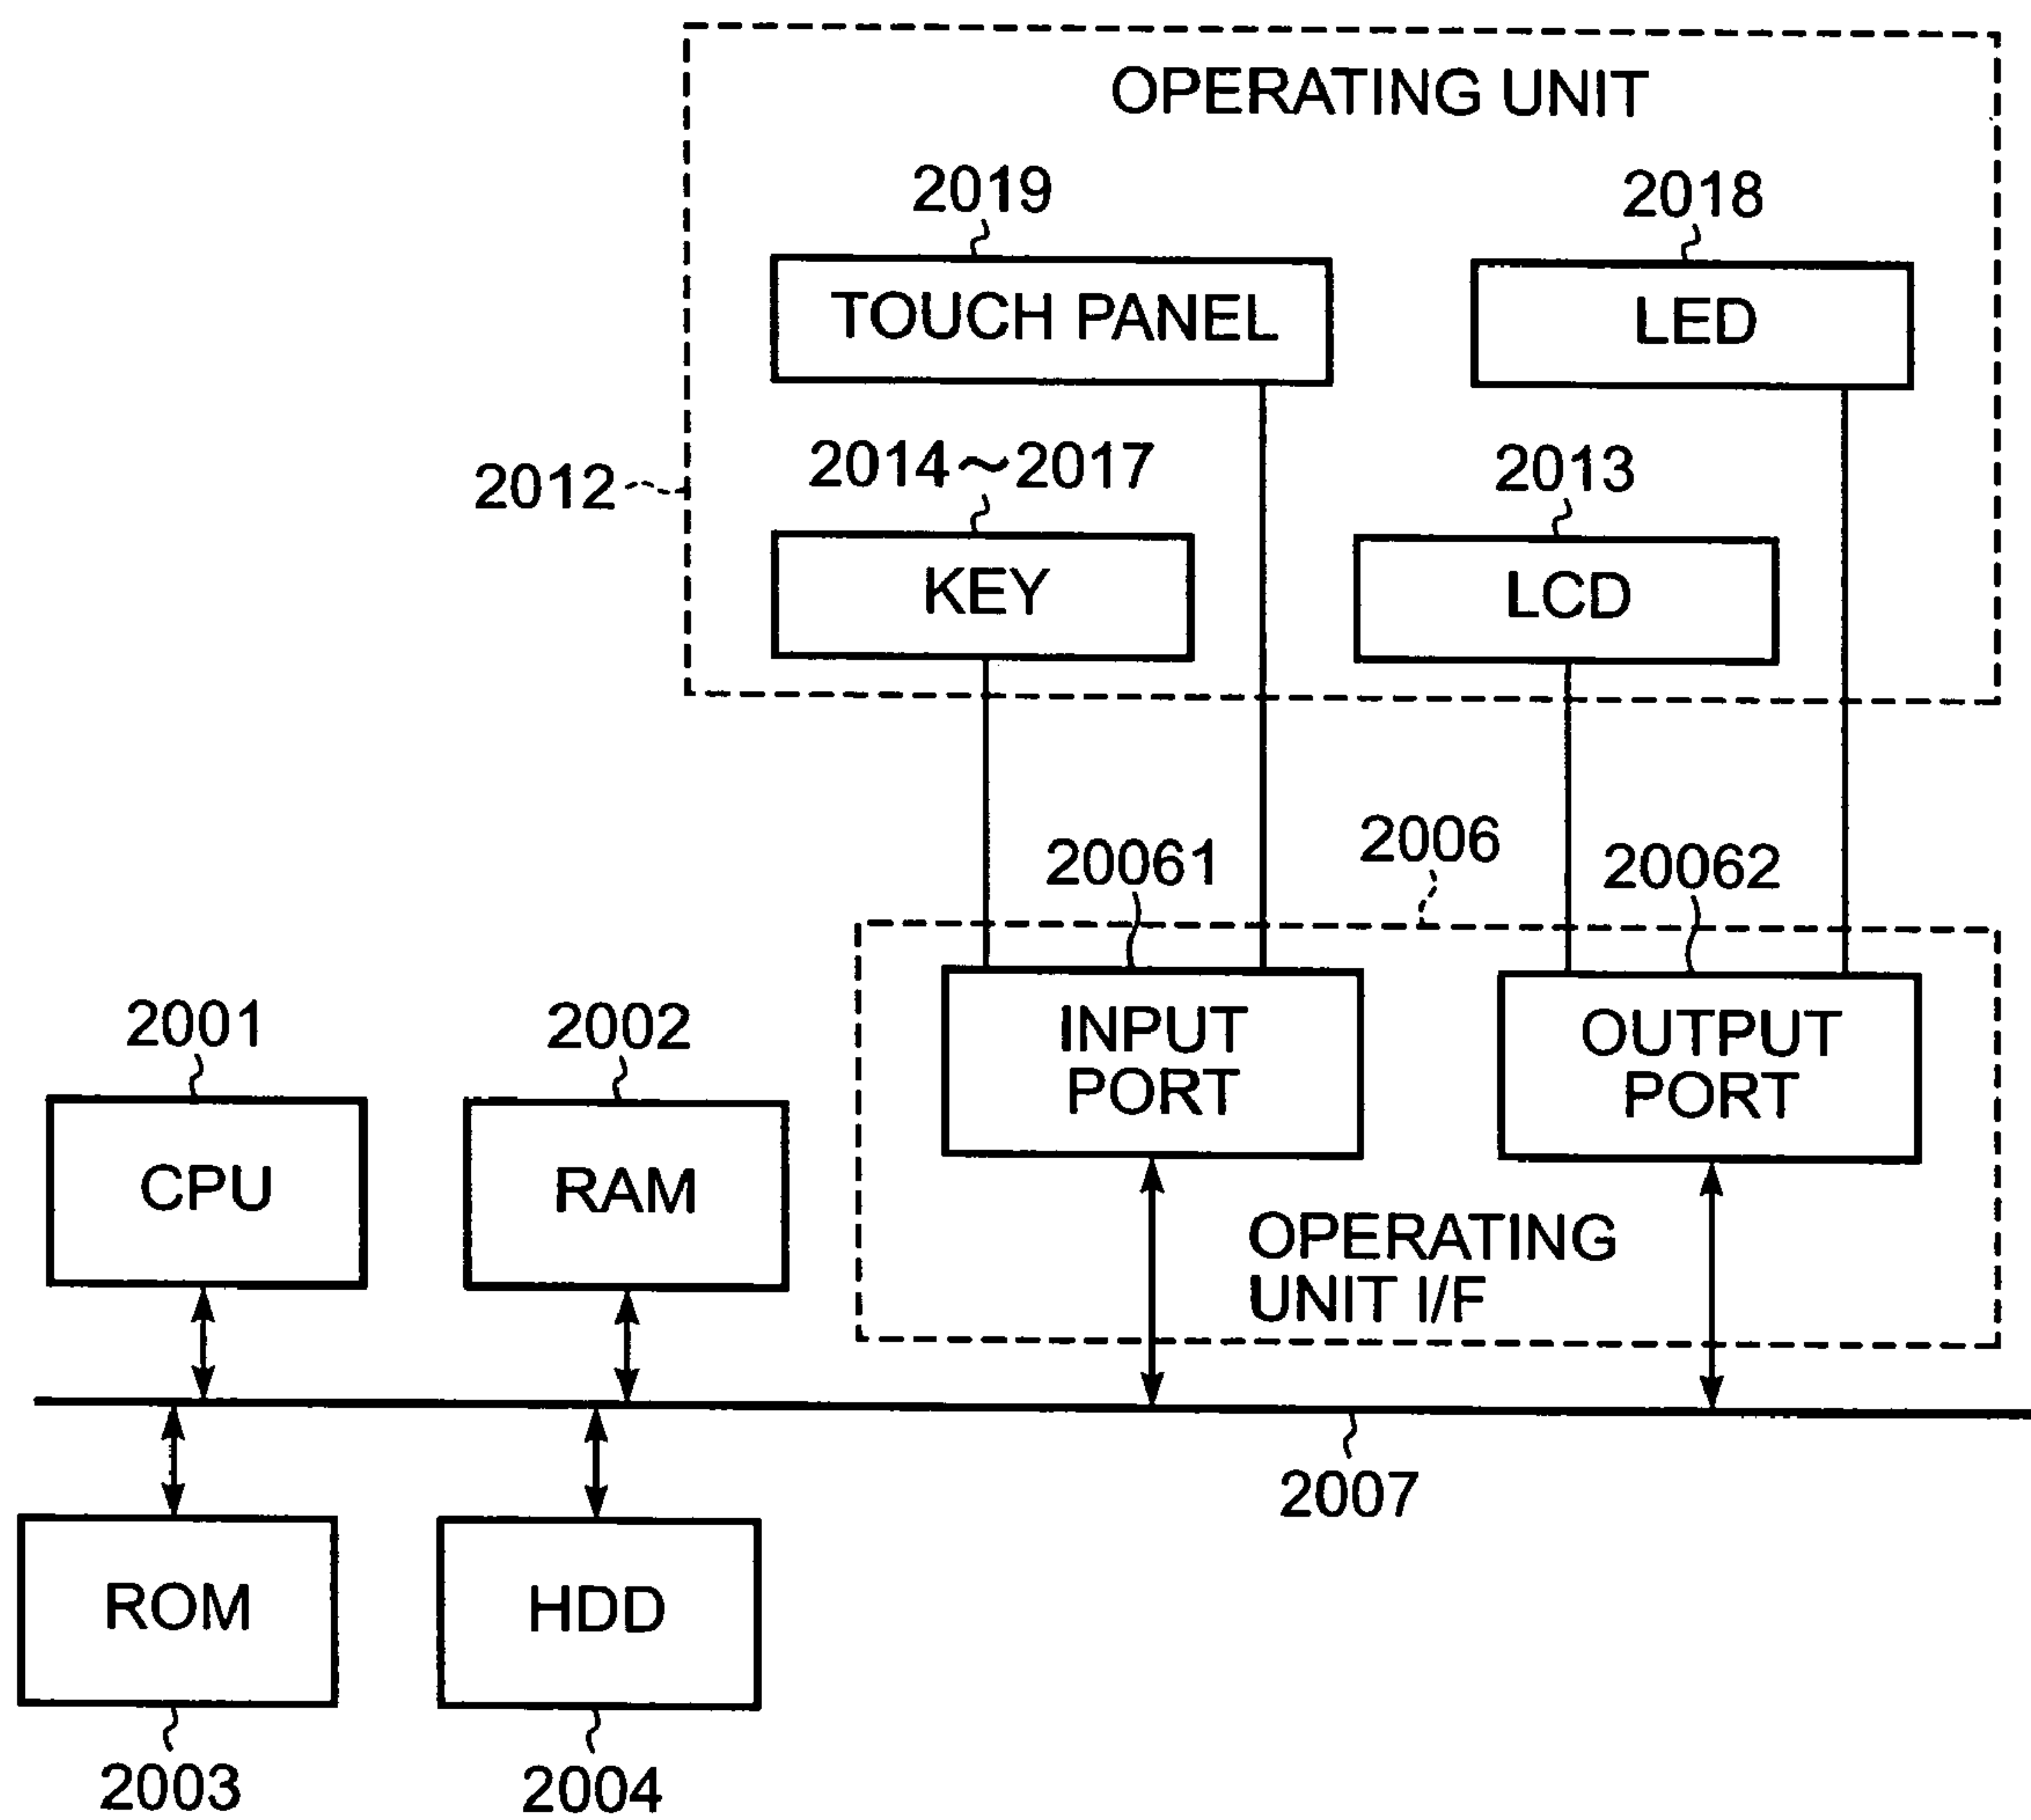 OPERATING UNIT
2019
2018
TOUCH PANEL
LED
2014～2017
2013
2012
KEY
LCD
2006
20061
20062
INPUT
PORT
OUTPUT
PORT
2001
2002
CPU
RAM
OPERATING
UNIT I/F
2007
ROM
HDD
2003
2004